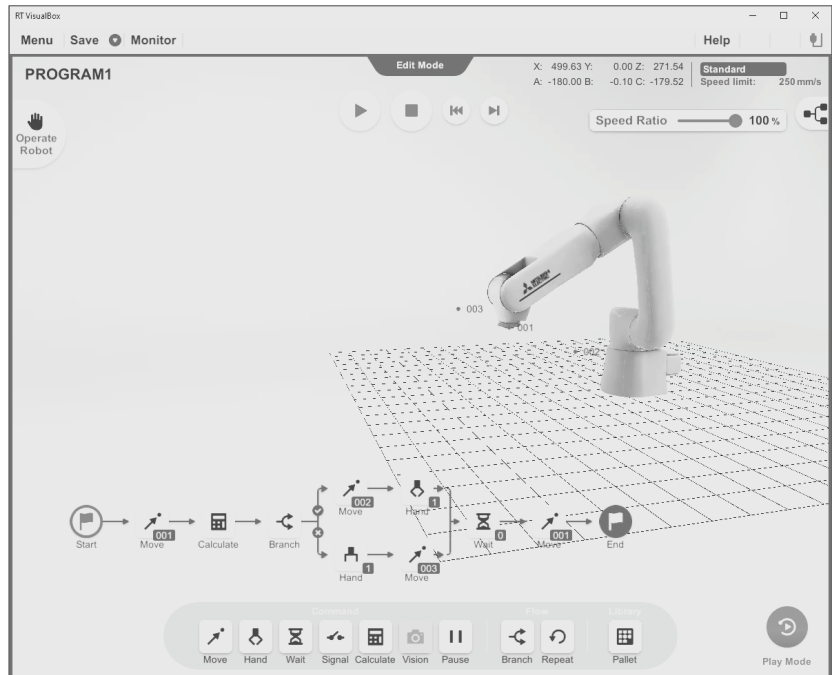 RT VisualBox
Menu Save Monitor Help
PROGRAM1
Edit Mode
X: 499.63 Y: 0.00 Z: 271.54
A: -180.00 B: -0.10 C: -179.52
Standard
Speed limit: 250 mm/s
Operate
Robot
Speed Ratio 100 %
003
001
002
002 1
Move Hand
001 0 001
Start Move Calculate Branch Wait Move End
1 003
Hand Move
Command Flow Library
Move Hand Wait Signal Calculate Vision Pause Branch Repeat Pallet
Play Mode